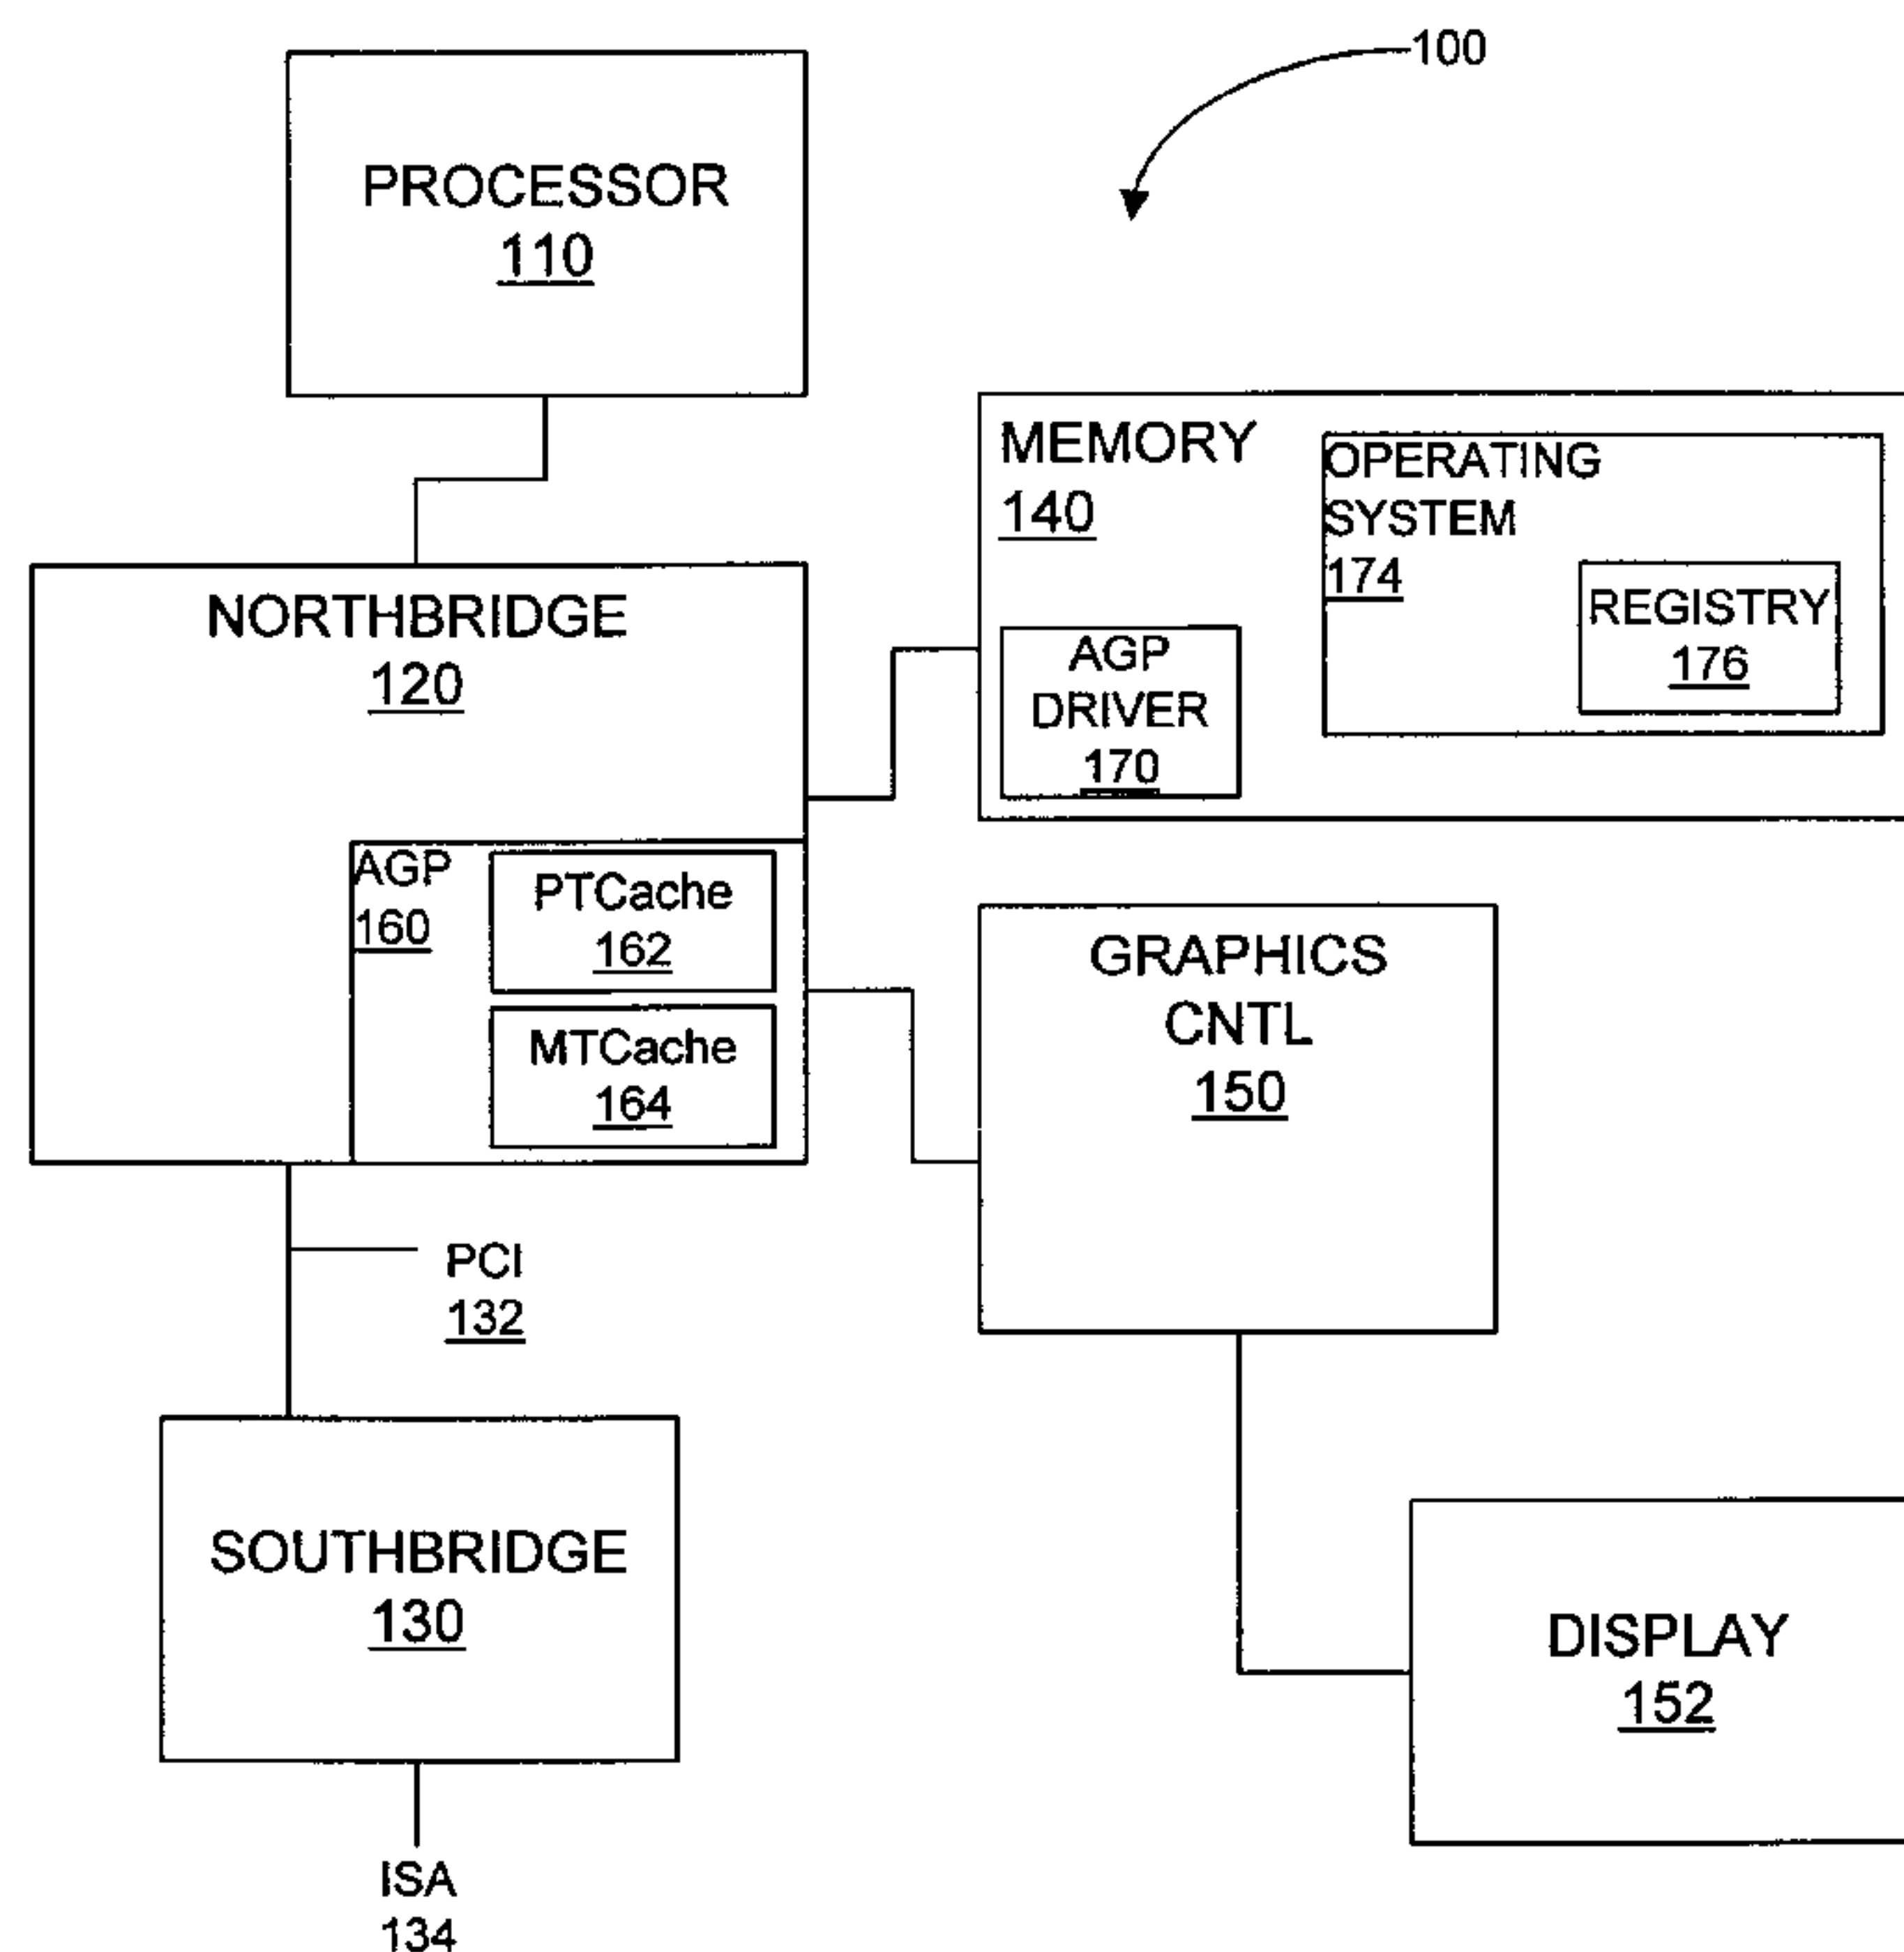 100
PROCESSOR
110
MEMORY
140
OPERATING
SYSTEM
174
REGISTRY
176
AGP
DRIVER
170
NORTHBRIDGE
120
AGP
160
PTCache
162
MTCache
164
GRAPHICS
CNTL
150
PCI
132
SOUTHBRIDGE
130
DISPLAY
152
ISA
134